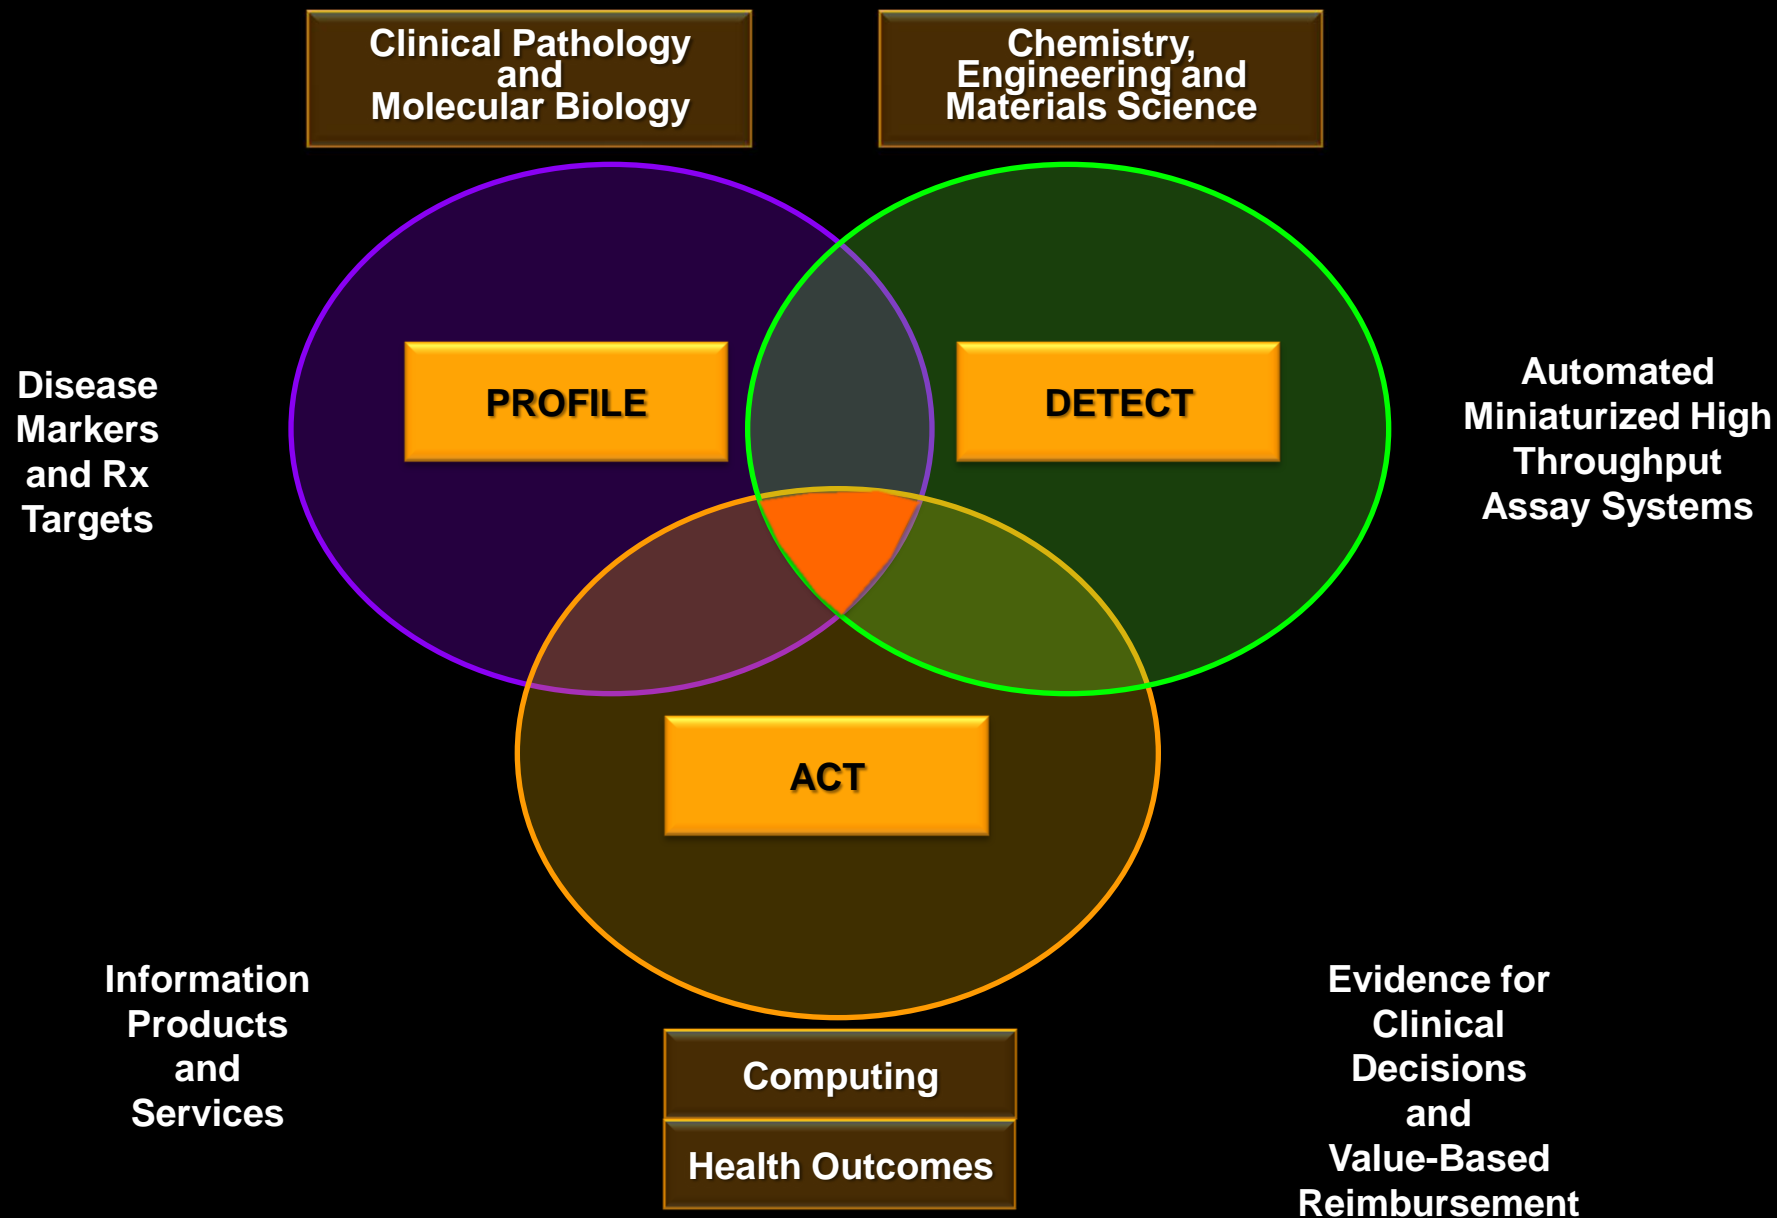 Clinical Pathology
and
Molecular Biology
Chemistry,
Engineering and
Materials Science
Disease
Markers
and Rx
Targets
PROFILE
DETECT
Automated
Miniaturized High
Throughput
Assay Systems
ACT
Information
Products
and
Services
Computing
Health Outcomes
Evidence for
Clinical
Decisions
and
Value-Based
Reimbursement